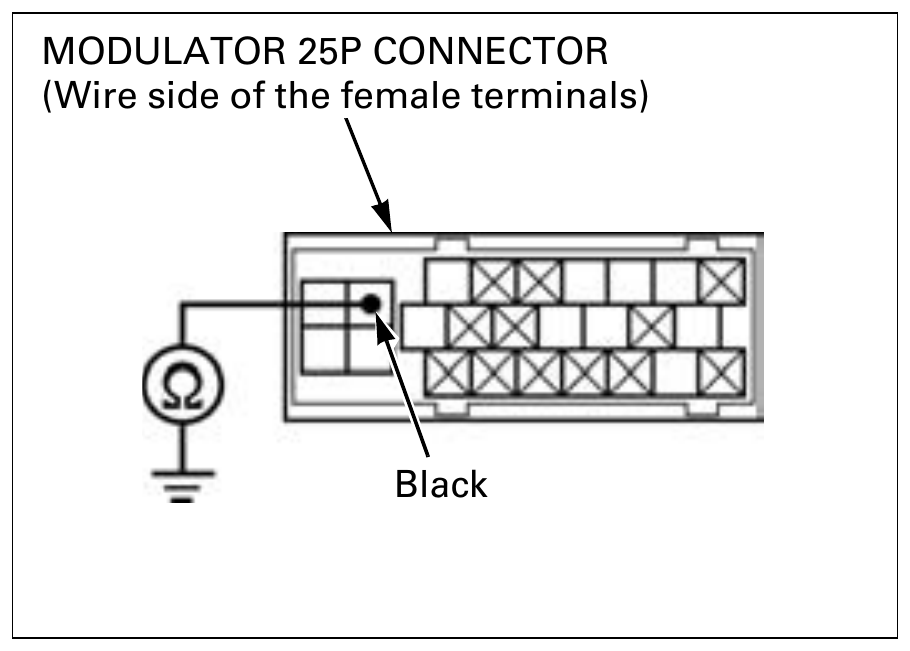 MODULATOR 25P CONNECTOR
(Wire side of the female terminals)
Ω
Black